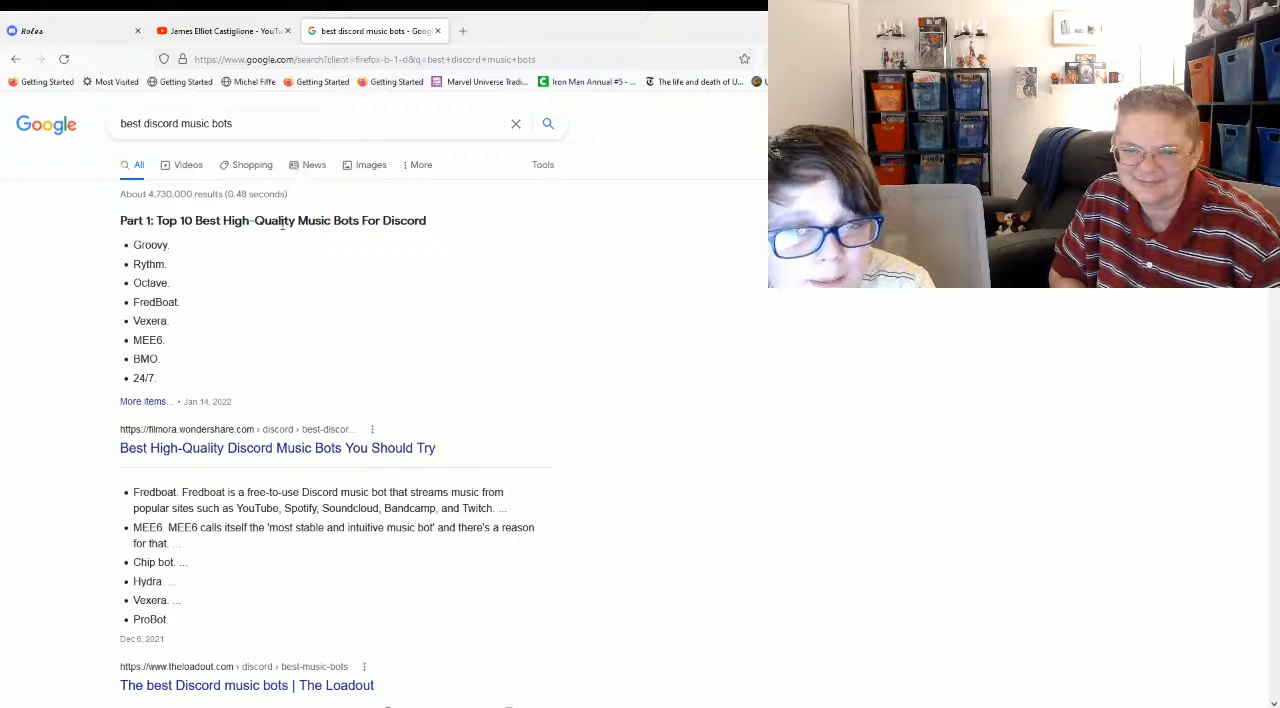 Roles
James Elliot Castiglione - YouTu
best discord music bots - Goog
https://www.google.com/search?client=firefox-b-1-d&q=best+discord+music+bots
Getting Started
Most Visited
Getting Started
Michel Fiffe
Getting Started
Getting Started
Marvel Universe Tradi...
Iron Man Annual #5 - ...
The life and death of U...
Google
best discord music bots
All
Videos
Shopping
News
Images
More
Tools
About 4,730,000 results (0.48 seconds)
Part 1: Top 10 Best High-Quality Music Bots For Discord
• Groovy.
• Rythm.
• Octave.
• FredBoat.
• Vexera.
• MEE6.
• BMO.
• 24/7.
More items... • Jan 14, 2022
https://filmora.wondershare.com › discord › best-discor...
Best High-Quality Discord Music Bots You Should Try
• Fredboat. Fredboat is a free-to-use Discord music bot that streams music from
popular sites such as YouTube, Spotify, Soundcloud, Bandcamp, and Twitch. ...
• MEE6. MEE6 calls itself the 'most stable and intuitive music bot' and there's a reason
for that. ...
• Chip bot. ...
• Hydra. ...
• Vexera. ...
• ProBot.
Dec 6, 2021
https://www.theloadout.com › discord › best-music-bots
The best Discord music bots | The Loadout